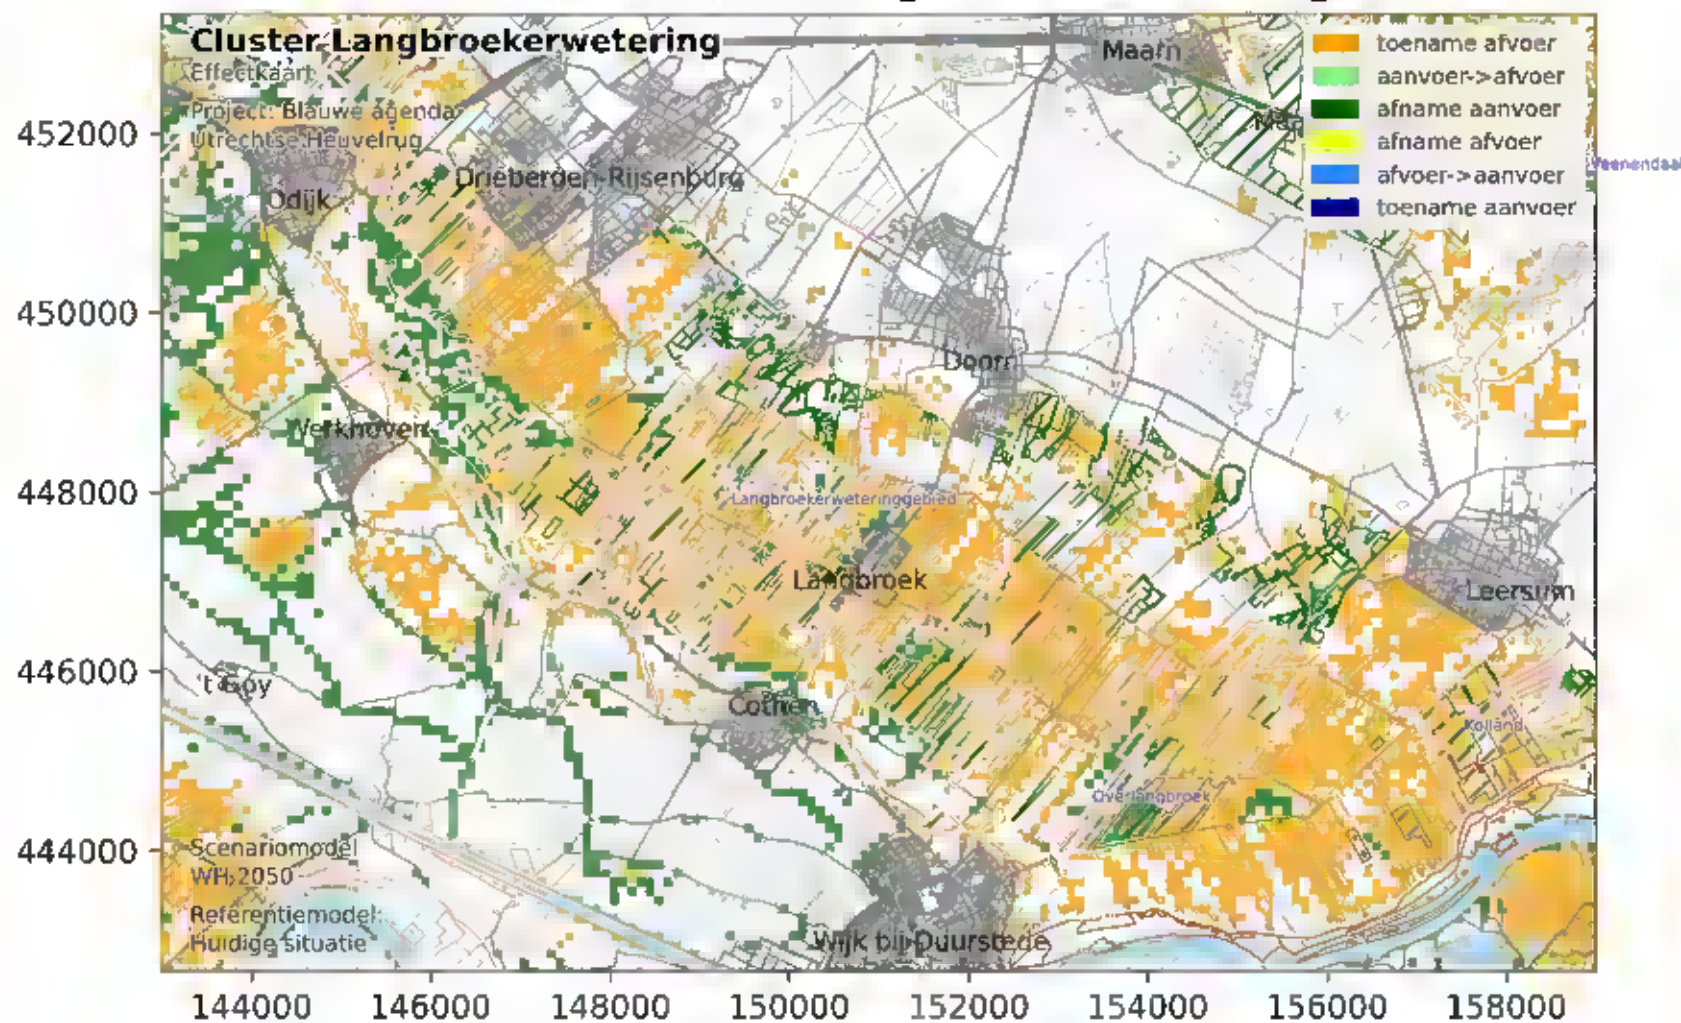 Cluster Langbroekerwetering
Effectkaart
Project: Blauwe agenda
Utrechtse Heuvelrug
toename afvoer
aanvoer->afvoer
afname aanvoer
afname afvoer
afvoer->aanvoer
toename aanvoer
Maarn
Veenendaal
Driebergen-Rijsenburg
Odijk
Doorn
Werkhoven
Langbroekerweteringgebied
Langbroek
Leersum
't Goy
Cothen
Kolland
Overlangbroek
Wijk bij Duurstede
Scenariomodel
WH 2050
Referentiemodel:
Huidige situatie
452000
450000
448000
446000
444000
144000 146000 148000 150000 152000 154000 156000 158000